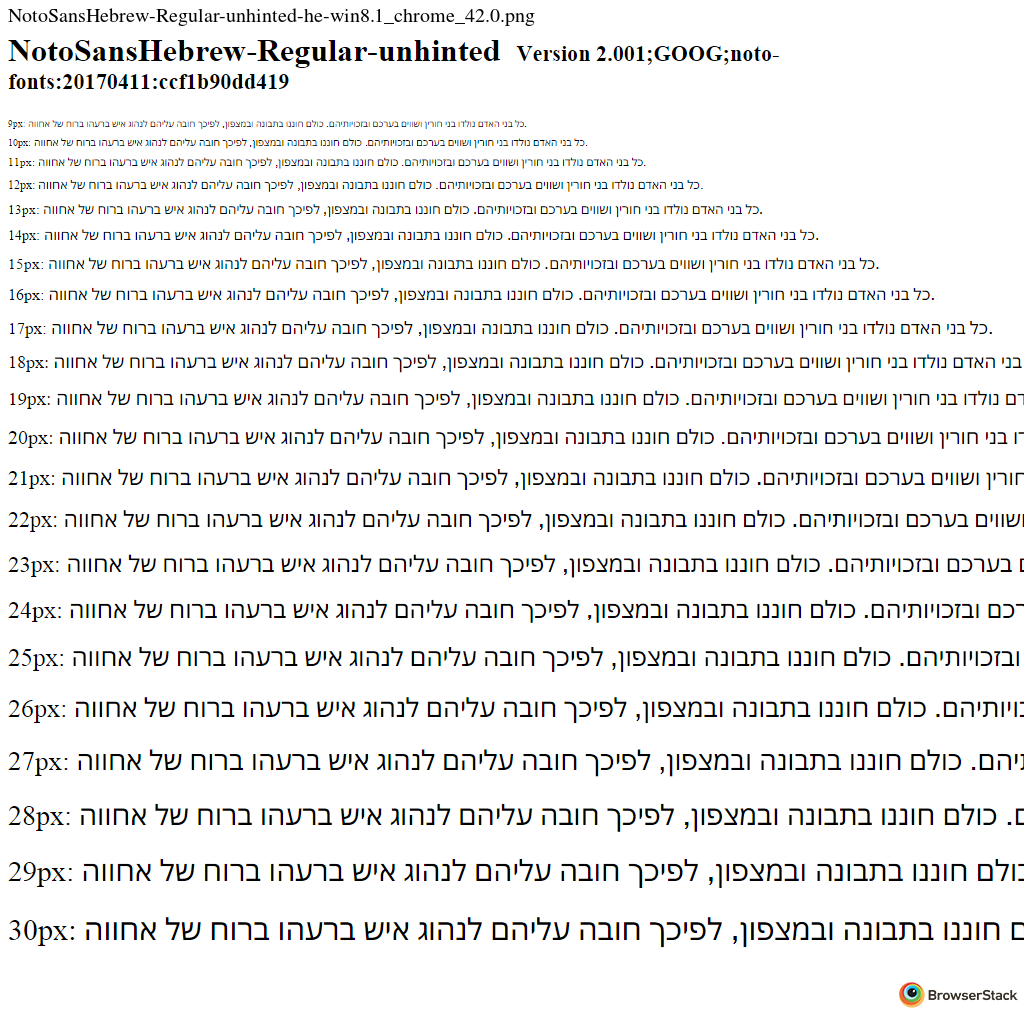 NotoSansHebrew-Regular-unhinted-he-win8.1_chrome_42.0.png
NotoSansHebrew-Regular-unhinted Version 2.001;GOOG;noto-
fonts:20170411:ccf1b90dd419
9px: כל בני האדם נולדו בני חורין ושווים בערכם ובזכויותיהם. כולם חוננו בתבונה ובמצפון, לפיכך חובה עליהם לנהוג איש ברעהו ברוח של אחווה.
10px: כל בני האדם נולדו בני חורין ושווים בערכם ובזכויותיהם. כולם חוננו בתבונה ובמצפון, לפיכך חובה עליהם לנהוג איש ברעהו ברוח של אחווה.
11px: כל בני האדם נולדו בני חורין ושווים בערכם ובזכויותיהם. כולם חוננו בתבונה ובמצפון, לפיכך חובה עליהם לנהוג איש ברעהו ברוח של אחווה.
12px: כל בני האדם נולדו בני חורין ושווים בערכם ובזכויותיהם. כולם חוננו בתבונה ובמצפון, לפיכך חובה עליהם לנהוג איש ברעהו ברוח של אחווה.
13px: כל בני האדם נולדו בני חורין ושווים בערכם ובזכויותיהם. כולם חוננו בתבונה ובמצפון, לפיכך חובה עליהם לנהוג איש ברעהו ברוח של אחווה.
14px: כל בני האדם נולדו בני חורין ושווים בערכם ובזכויותיהם. כולם חוננו בתבונה ובמצפון, לפיכך חובה עליהם לנהוג איש ברעהו ברוח של אחווה.
15px: כל בני האדם נולדו בני חורין ושווים בערכם ובזכויותיהם. כולם חוננו בתבונה ובמצפון, לפיכך חובה עליהם לנהוג איש ברעהו ברוח של אחווה.
16px: כל בני האדם נולדו בני חורין ושווים בערכם ובזכויותיהם. כולם חוננו בתבונה ובמצפון, לפיכך חובה עליהם לנהוג איש ברעהו ברוח של אחווה.
17px: כל בני האדם נולדו בני חורין ושווים בערכם ובזכויותיהם. כולם חוננו בתבונה ובמצפון, לפיכך חובה עליהם לנהוג איש ברעהו ברוח של אחווה.
18px: בני האדם נולדו בני חורין ושווים בערכם ובזכויותיהם. כולם חוננו בתבונה ובמצפון, לפיכך חובה עליהם לנהוג איש ברעהו ברוח של אחווה
19px: נולדו בני חורין ושווים בערכם ובזכויותיהם. כולם חוננו בתבונה ובמצפון, לפיכך חובה עליהם לנהוג איש ברעהו ברוח של אחווה
20px: בני חורין ושווים בערכם ובזכויותיהם. כולם חוננו בתבונה ובמצפון, לפיכך חובה עליהם לנהוג איש ברעהו ברוח של אחווה
21px: חורין ושווים בערכם ובזכויותיהם. כולם חוננו בתבונה ובמצפון, לפיכך חובה עליהם לנהוג איש ברעהו ברוח של אחווה
22px: בערכם ובזכויותיהם. כולם חוננו בתבונה ובמצפון, לפיכך חובה עליהם לנהוג איש ברעהו ברוח של אחווה
23px: בערכם ובזכויותיהם. כולם חוננו בתבונה ובמצפון, לפיכך חובה עליהם לנהוג איש ברעהו ברוח של אחווה
24px: ובזכויותיהם. כולם חוננו בתבונה ובמצפון, לפיכך חובה עליהם לנהוג איש ברעהו ברוח של אחווה
25px: ובזכויותיהם. כולם חוננו בתבונה ובמצפון, לפיכך חובה עליהם לנהוג איש ברעהו ברוח של אחווה
26px: כולם חוננו בתבונה ובמצפון, לפיכך חובה עליהם לנהוג איש ברעהו ברוח של אחווה
27px: כולם חוננו בתבונה ובמצפון, לפיכך חובה עליהם לנהוג איש ברעהו ברוח של אחווה
28px: כולם חוננו בתבונה ובמצפון, לפיכך חובה עליהם לנהוג איש ברעהו ברוח של אחווה
29px: חוננו בתבונה ובמצפון, לפיכך חובה עליהם לנהוג איש ברעהו ברוח של אחווה
30px: חוננו בתבונה ובמצפון, לפיכך חובה עליהם לנהוג איש ברעהו ברוח של אחווה
BrowserStack